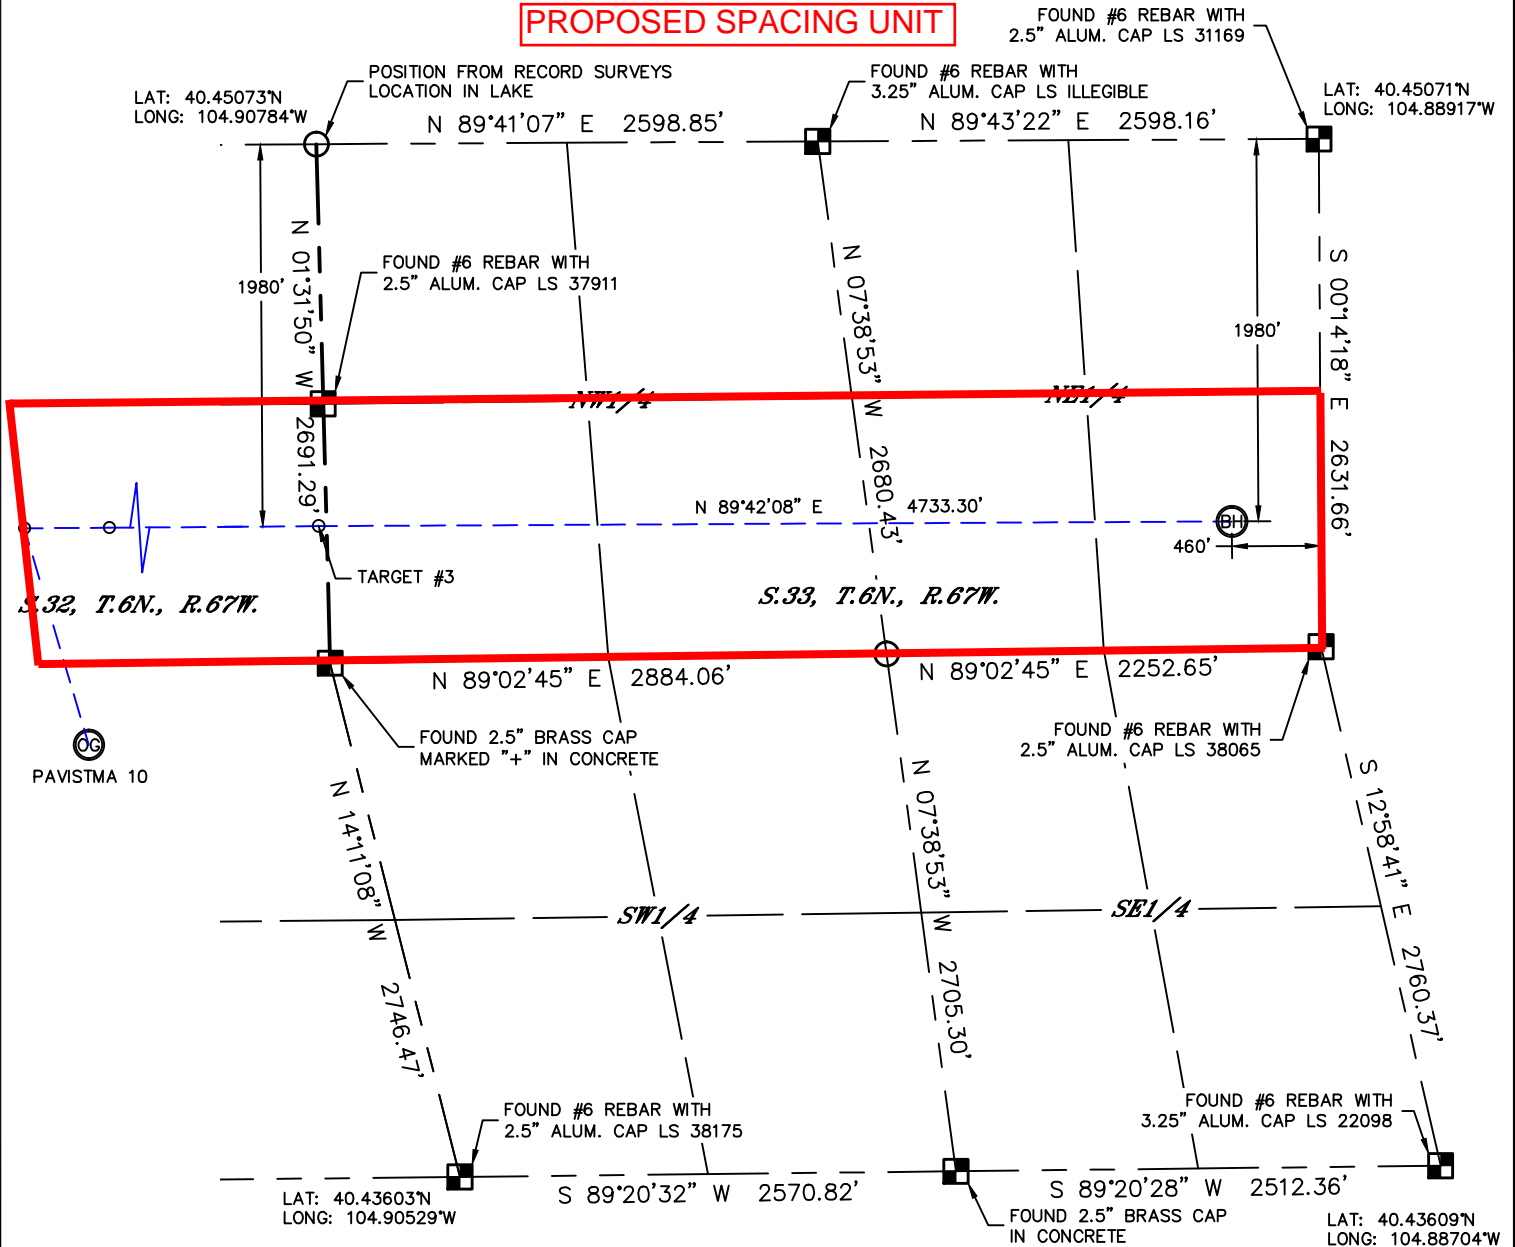 PROPOSED SPACING UNIT
FOUND #6 REBAR WITH
2.5" ALUM. CAP LS 31169
POSITION FROM RECORD SURVEYS
LOCATION IN LAKE
FOUND #6 REBAR WITH
3.25" ALUM. CAP LS ILLEGIBLE
LAT: 40.45073°N
LONG: 104.90784°W
LAT: 40.45071°N
LONG: 104.88917°W
N 89°41'07" E 2598.85'
N 89°43'22" E 2598.16'
N 01°31'50" W 2691.29'
FOUND #6 REBAR WITH
2.5" ALUM. CAP LS 37911
1980'
N 07°38'53" W 2680.43'
1980'
S 00°14'18" E 2631.66'
NW1/4
NE1/4
N 89°42'08" E 4733.30'
BH
460'
TARGET #3
S.32, T.6N., R.67W.
S.33, T.6N., R.67W.
N 89°02'45" E 2884.06'
N 89°02'45" E 2252.65'
OG
PAVISTMA 10
FOUND 2.5" BRASS CAP
MARKED "+" IN CONCRETE
FOUND #6 REBAR WITH
2.5" ALUM. CAP LS 38065
N 14°11'08" W 2746.47'
N 07°38'53" W 2705.30'
S 12°58'41" E 2760.37'
SW1/4
SE1/4
FOUND #6 REBAR WITH
2.5" ALUM. CAP LS 38175
FOUND #6 REBAR WITH
3.25" ALUM. CAP LS 22098
S 89°20'32" W 2570.82'
S 89°20'28" W 2512.36'
LAT: 40.43603°N
LONG: 104.90529°W
FOUND 2.5" BRASS CAP
IN CONCRETE
LAT: 40.43609°N
LONG: 104.88704°W